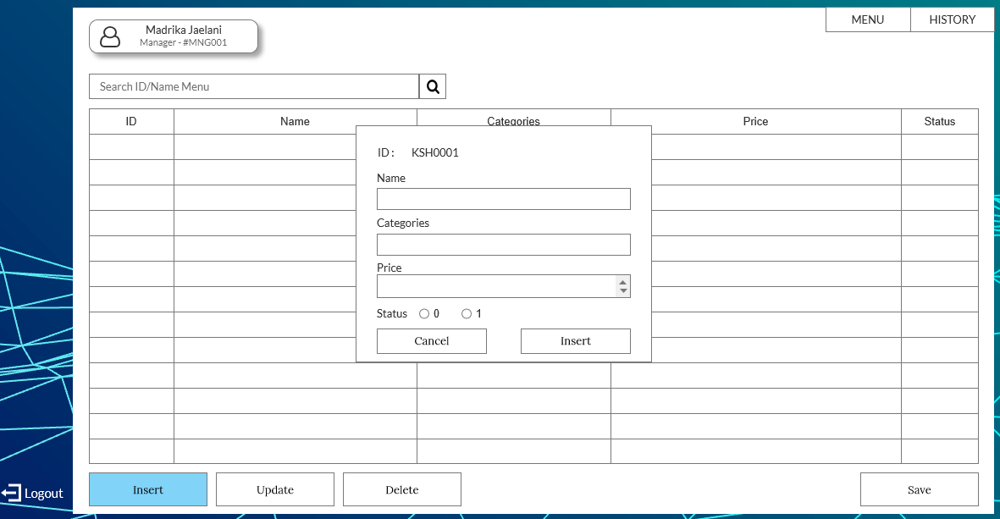 Madrika Jaelani
Manager - #MNG001
MENU
HISTORY
Search ID/Name Menu
ID
Name
Categories
Price
Status
ID : KSH0001
Name
Categories
Price
Status 0 1
Cancel
Insert
Insert
Update
Delete
Save
Logout